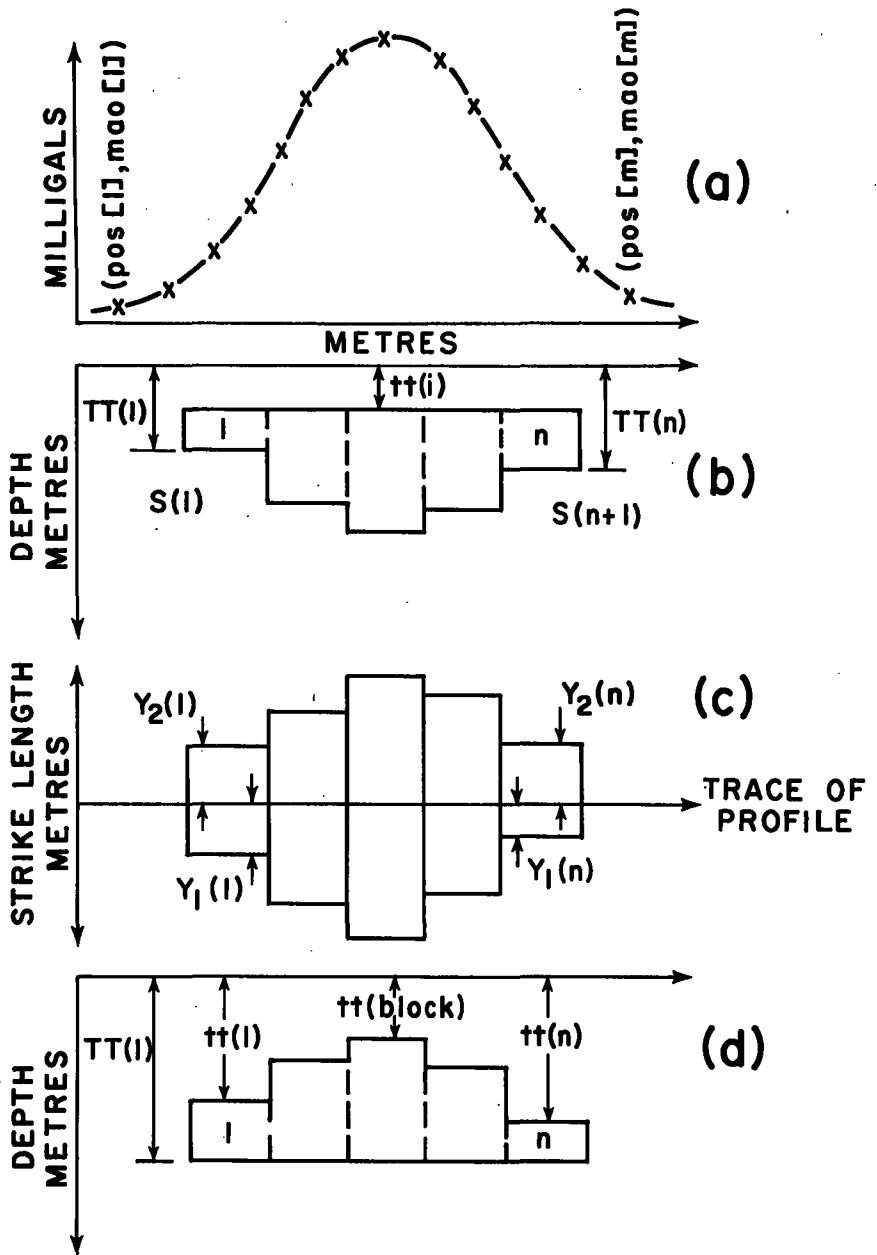 MILLIGALS
(pos [1], mao [1])
(pos [m], mao [m])
(a)
METRES
DEPTH
METRES
TT(1)
tt(i)
TT(n)
1
n
S(1)
S(n+1)
(b)
STRIKE LENGTH
METRES
Y2(1)
Y2(n)
(c)
TRACE OF
PROFILE
Y1(1)
Y1(n)
DEPTH
METRES
TT(1)
tt(1)
tt(block)
tt(n)
(d)
1
n